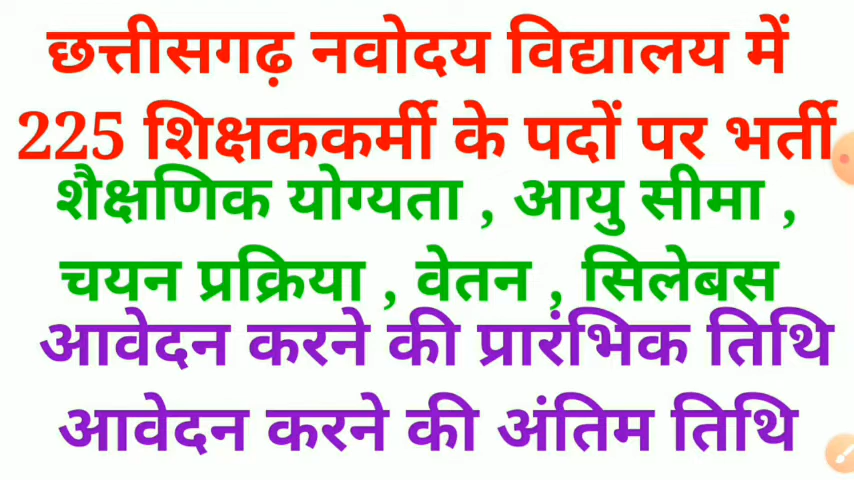 छत्तीसगढ़ नवोदय विद्यालय में
225 शिक्षककर्मी के पदों पर भर्ती
शैक्षणिक योग्यता , आयु सीमा ,
चयन प्रक्रिया , वेतन , सिलेबस
आवेदन करने की प्रारंभिक तिथि
आवेदन करने की अंतिम तिथि